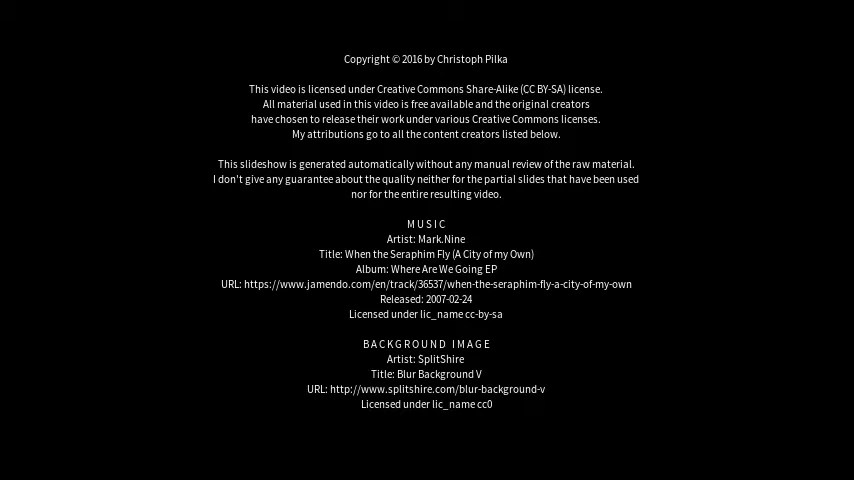 Copyright © 2016 by Christoph Pilka
This video is licensed under Creative Commons Share-Alike (CC BY-SA) license.
All material used in this video is free available and the original creators
have chosen to release their work under various Creative Commons licenses.
My attributions go to all the content creators listed below.
This slideshow is generated automatically without any manual review of the raw material.
I don't give any guarantee about the quality neither for the partial slides that have been used
nor for the entire resulting video.
MUSIC
Artist: Mark.Nine
Title: When the Seraphim Fly (A City of my Own)
Album: Where Are We Going EP
URL: https://www.jamendo.com/en/track/36537/when-the-seraphim-fly-a-city-of-my-own
Released: 2007-02-24
Licensed under lic_name cc-by-sa
BACKGROUND IMAGE
Artist: SplitShire
Title: Blur Background V
URL: http://www.splitshire.com/blur-background-v
Licensed under lic_name cc0